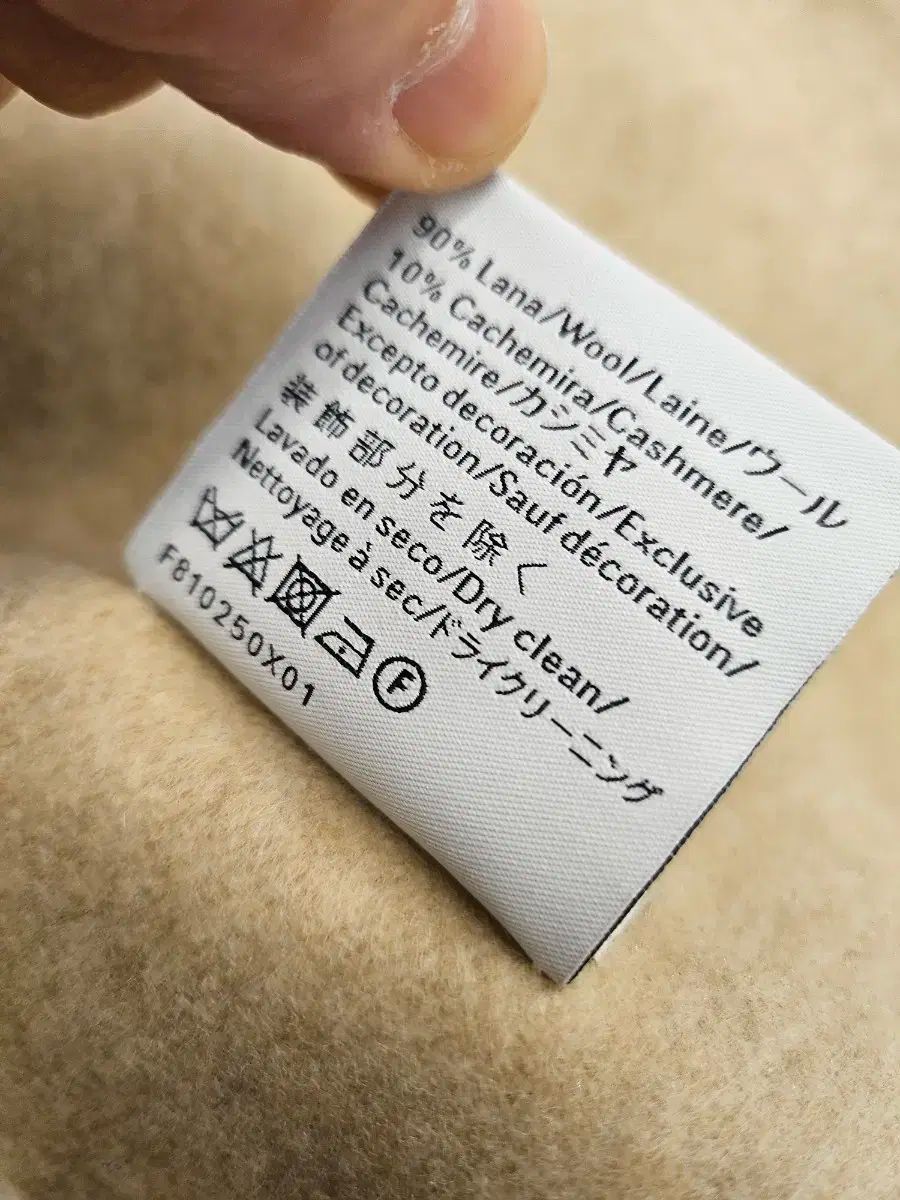 90% Lana/Wool/Laine/ウール
10% Cachemira/Cashmere/
Cachemire/カシミヤ
Excepto decoración/Exclusive
of decoration/Sauf décoration/
装飾部分を除く
Lavado en seco/Dry clean/
Nettoyage à sec/ドライクリーニング
F
F810250X01